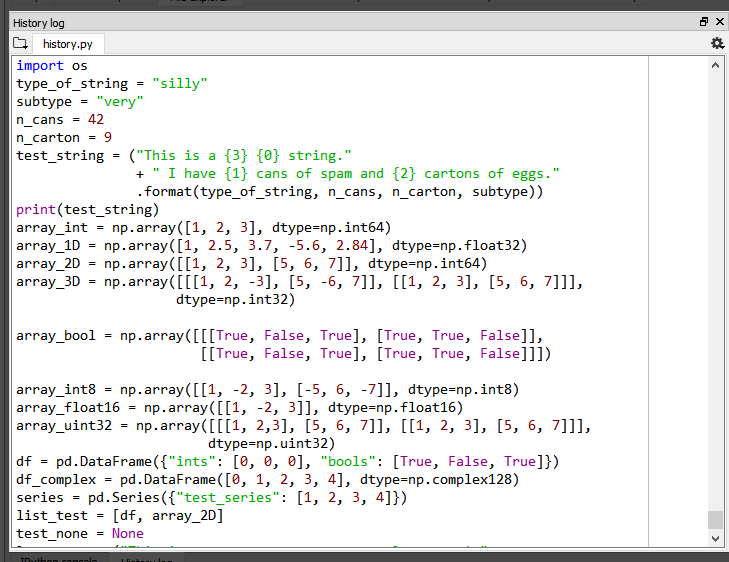 History log
history.py
import os
type_of_string = "silly"
subtype = "very"
n_cans = 42
n_carton = 9
test_string = ("This is a {3} {0} string."
               + " I have {1} cans of spam and {2} cartons of eggs."
               .format(type_of_string, n_cans, n_carton, subtype))
print(test_string)
array_int = np.array([1, 2, 3], dtype=np.int64)
array_1D = np.array([1, 2.5, 3.7, -5.6, 2.84], dtype=np.float32)
array_2D = np.array([[1, 2, 3], [5, 6, 7]], dtype=np.int64)
array_3D = np.array([[[1, 2, -3], [5, -6, 7]], [[1, 2, 3], [5, 6, 7]]],
                    dtype=np.int32)
array_bool = np.array([[[True, False, True], [True, True, False]],
                       [[True, False, True], [True, True, False]]])
array_int8 = np.array([[1, -2, 3], [-5, 6, -7]], dtype=np.int8)
array_float16 = np.array([[1, -2, 3]], dtype=np.float16)
array_uint32 = np.array([[[1, 2,3], [5, 6, 7]], [[1, 2, 3], [5, 6, 7]]],
                        dtype=np.uint32)
df = pd.DataFrame({"ints": [0, 0, 0], "bools": [True, False, True]})
df_complex = pd.DataFrame([0, 1, 2, 3, 4], dtype=np.complex128)
series = pd.Series({"test_series": [1, 2, 3, 4]})
list_test = [df, array_2D]
test_none = None
IPython console History log